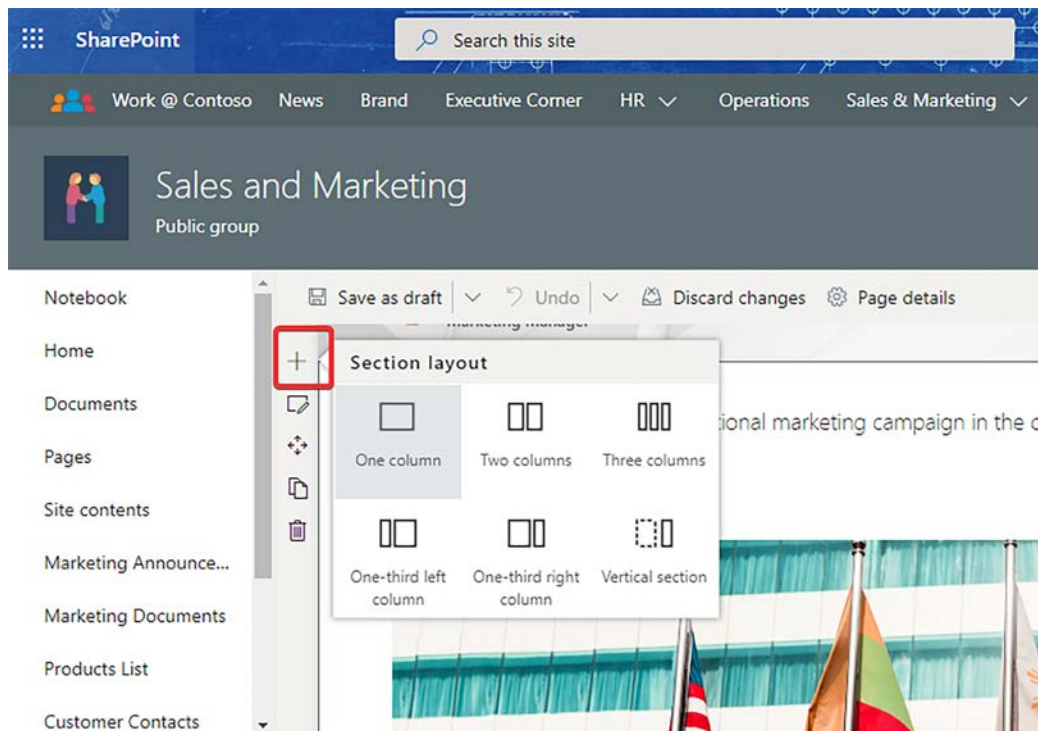 SharePoint
Search this site
Work @ Contoso News Brand Executive Corner HR Operations Sales & Marketing
Sales and Marketing
Public group
Notebook
Home
Documents
Pages
Site contents
Marketing Announce...
Marketing Documents
Products List
Customer Contacts
Save as draft Undo Discard changes Page details
Marketing Manager
Section layout
One column Two columns Three columns
One-third left column
One-third right column
Vertical section
tional marketing campaign in the